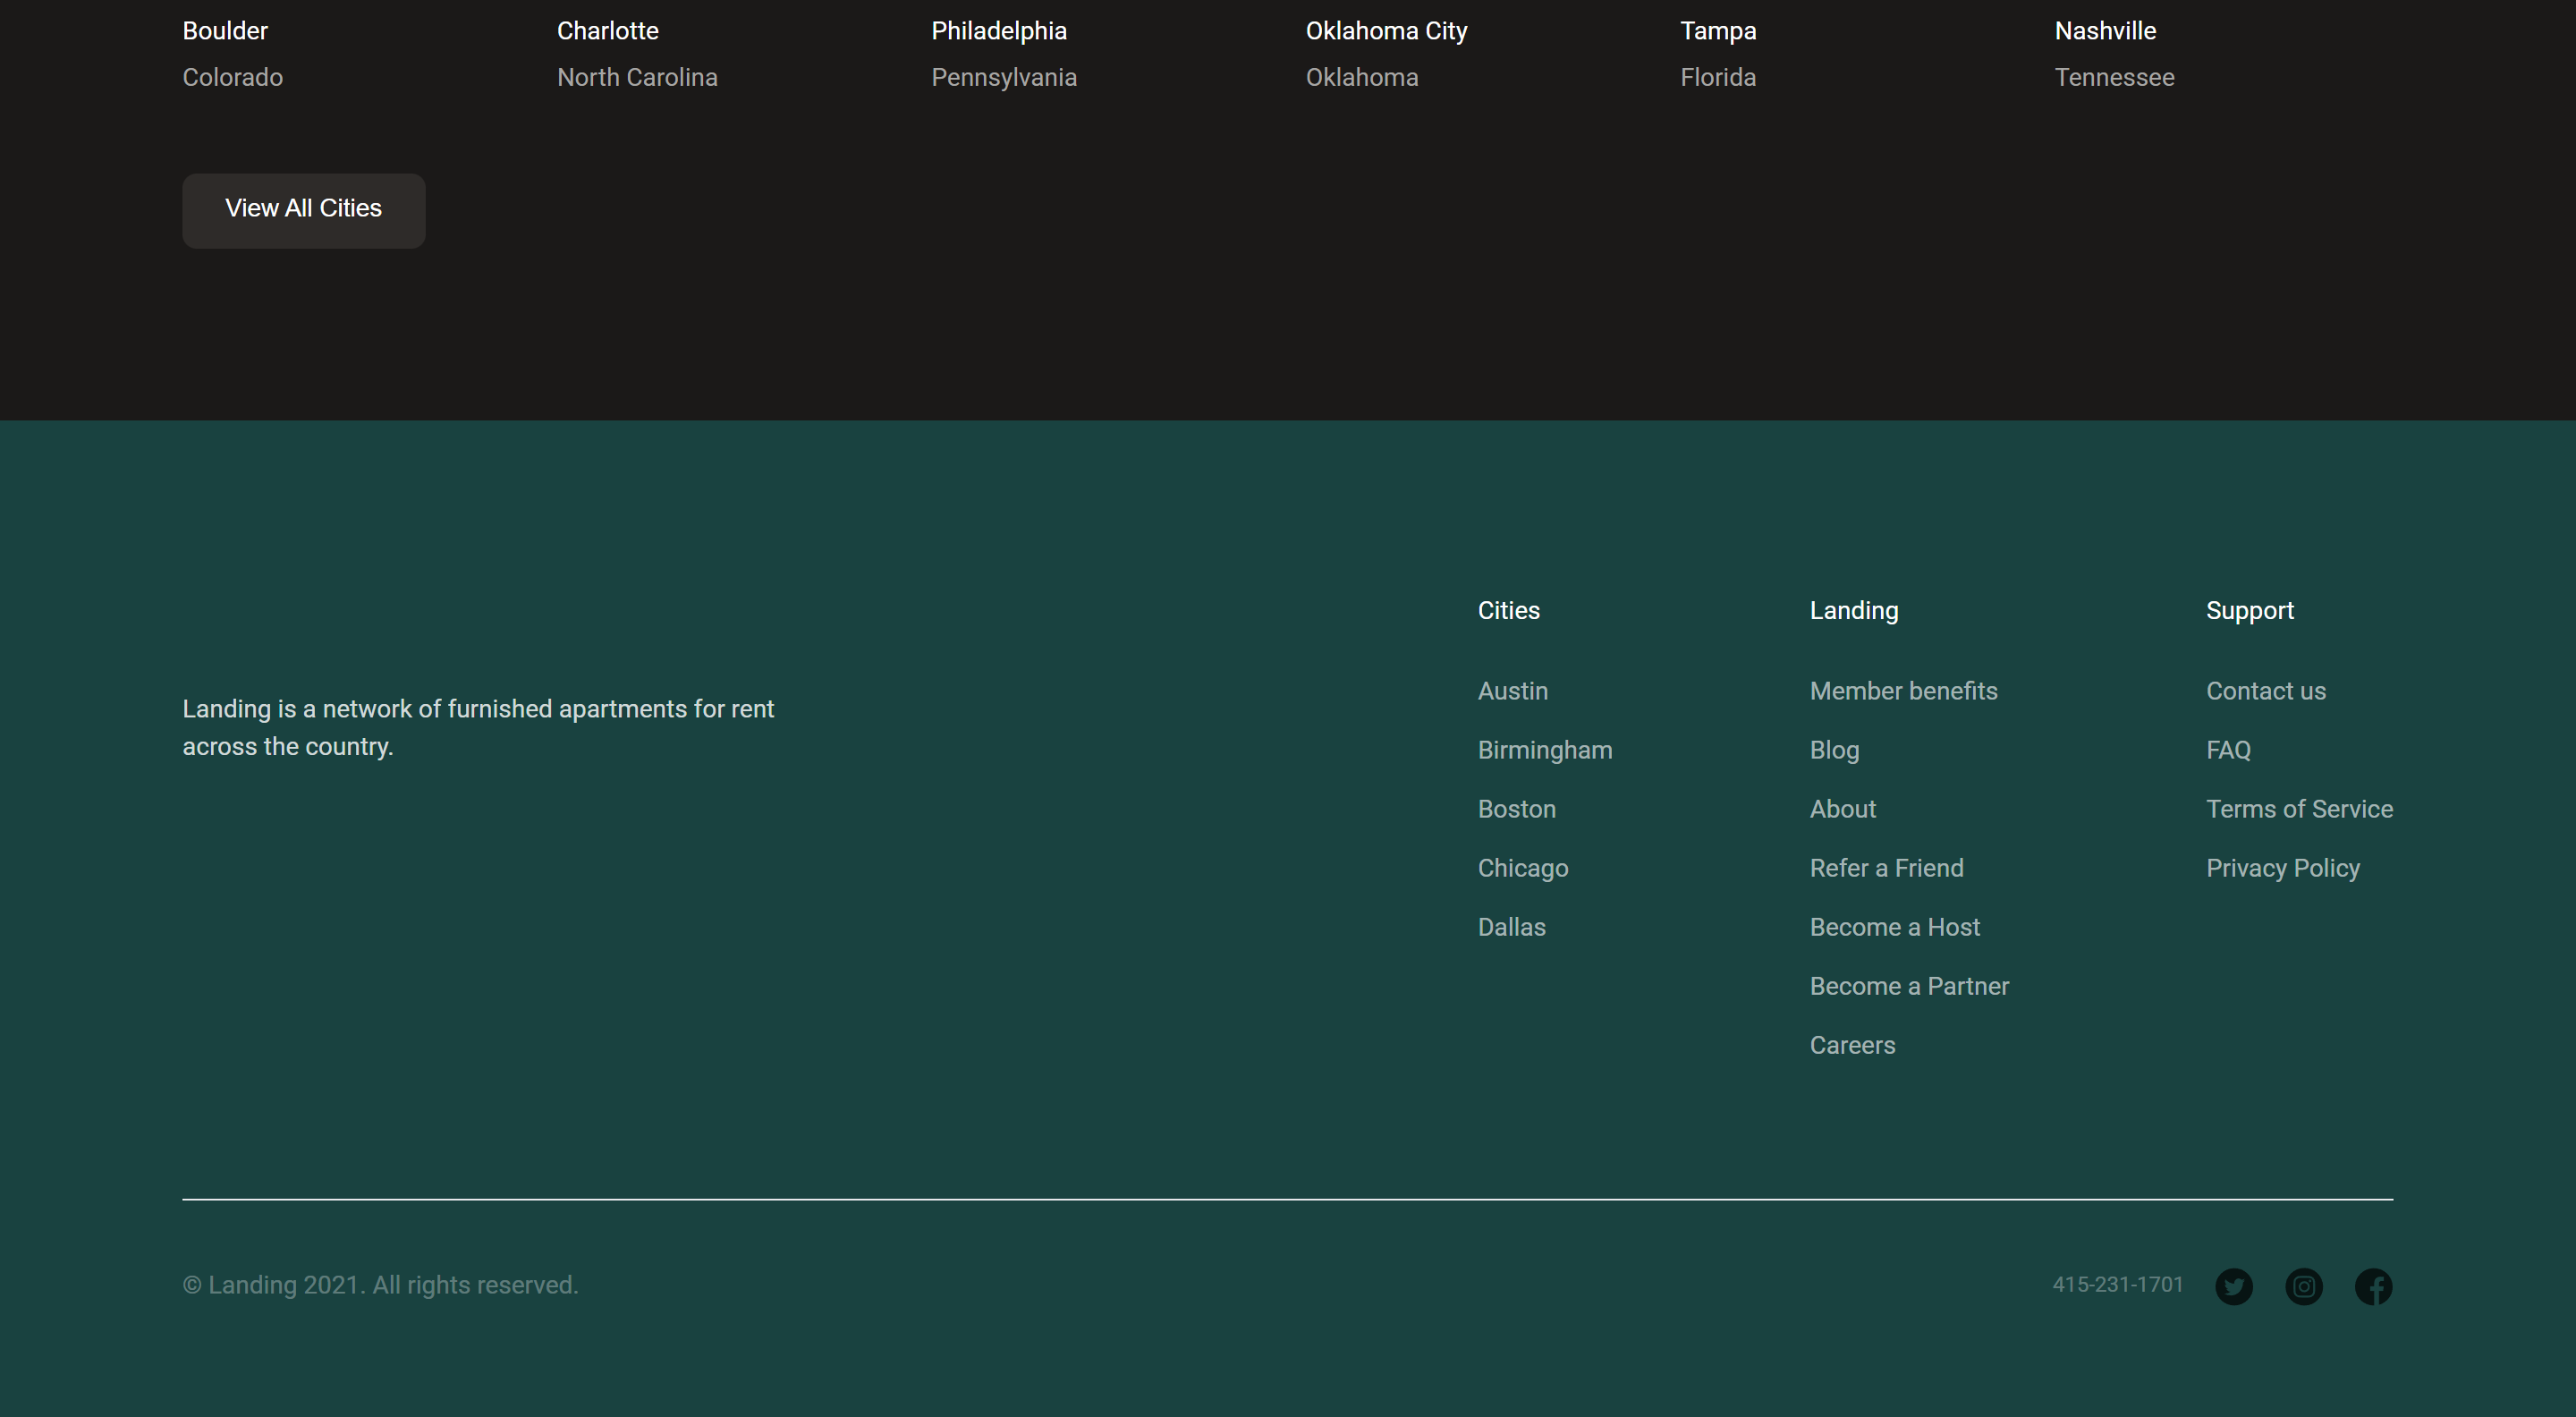 Boulder
Colorado
Charlotte
North Carolina
Philadelphia
Pennsylvania
Oklahoma City
Oklahoma
Tampa
Florida
Nashville
Tennessee
View All Cities
Landing is a network of furnished apartments for rent
across the country.
Cities
Austin
Birmingham
Boston
Chicago
Dallas
Landing
Member benefits
Blog
About
Refer a Friend
Become a Host
Become a Partner
Careers
Support
Contact us
FAQ
Terms of Service
Privacy Policy
© Landing 2021. All rights reserved.
415-231-1701